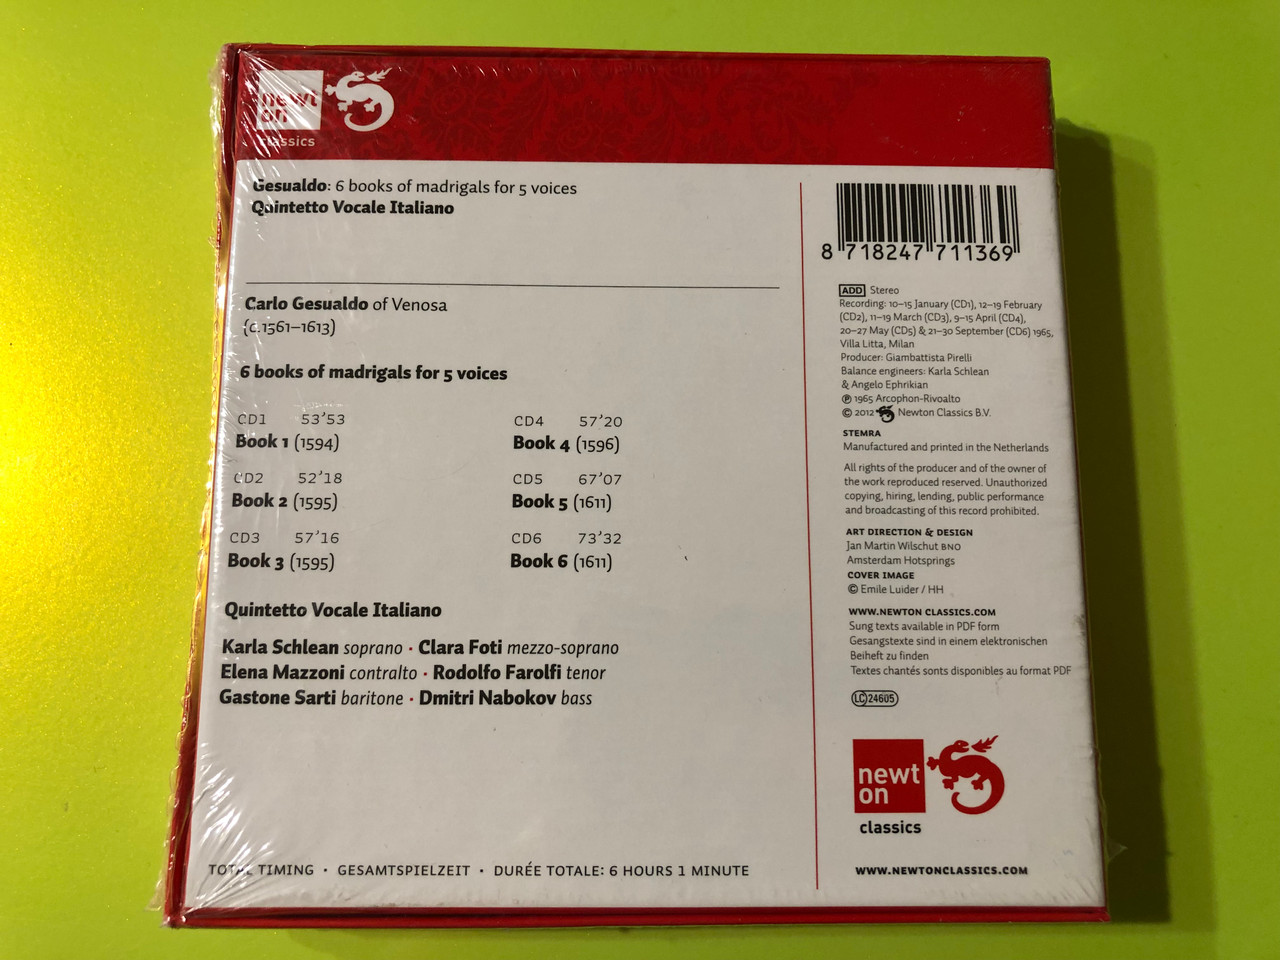 newt
on
classics
Gesualdo: 6 books of madrigals for 5 voices
Quintetto Vocale Italiano
Carlo Gesualdo of Venosa
(c.1561–1613)
6 books of madrigals for 5 voices
CD1 53'53
Book 1 (1594)
CD2 52'18
Book 2 (1595)
CD3 57'16
Book 3 (1595)
CD4 57'20
Book 4 (1596)
CD5 67'07
Book 5 (1611)
CD6 73'32
Book 6 (1611)
Quintetto Vocale Italiano
Karla Schlean soprano · Clara Foti mezzo-soprano
Elena Mazzoni contralto · Rodolfo Farolfi tenor
Gastone Sarti baritone · Dmitri Nabokov bass
TOTAL TIMING · GESAMTSPIELZEIT · DURÉE TOTALE: 6 HOURS 1 MINUTE
8 718247 711369
ADD Stereo
Recording: 10–15 January (CD1), 12–19 February
(CD2), 11–19 March (CD3), 9–15 April (CD4),
20–27 May (CD5) & 21–30 September (CD6) 1965,
Villa Litta, Milan
Producer: Giambattista Pirelli
Balance engineers: Karla Schlean
& Angelo Ephrikian
℗ 1965 Arcophon-Rivoalto
© 2012 Newton Classics B.V.
STEMRA
Manufactured and printed in the Netherlands
All rights of the producer and of the owner of
the work reproduced reserved. Unauthorized
copying, hiring, lending, public performance
and broadcasting of this record prohibited.
ART DIRECTION & DESIGN
Jan Martin Wilschut BNO
Amsterdam Hotsprings
COVER IMAGE
© Emile Luider / HH
WWW.NEWTON CLASSICS.COM
Sung texts available in PDF form
Gesangstexte sind in einem elektronischen
Beiheft zu finden
Textes chantés sonts disponibles au format PDF
LC 24605
newt
on
classics
WWW.NEWTONCLASSICS.COM